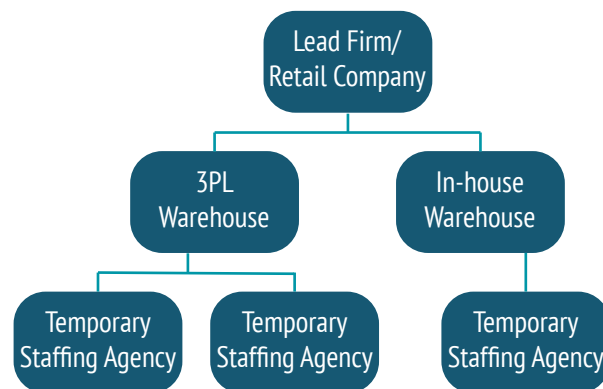 Lead Firm/
Retail Company
3PL
Warehouse
In-house
Warehouse
Temporary
Staffing Agency
Temporary
Staffing Agency
Temporary
Staffing Agency